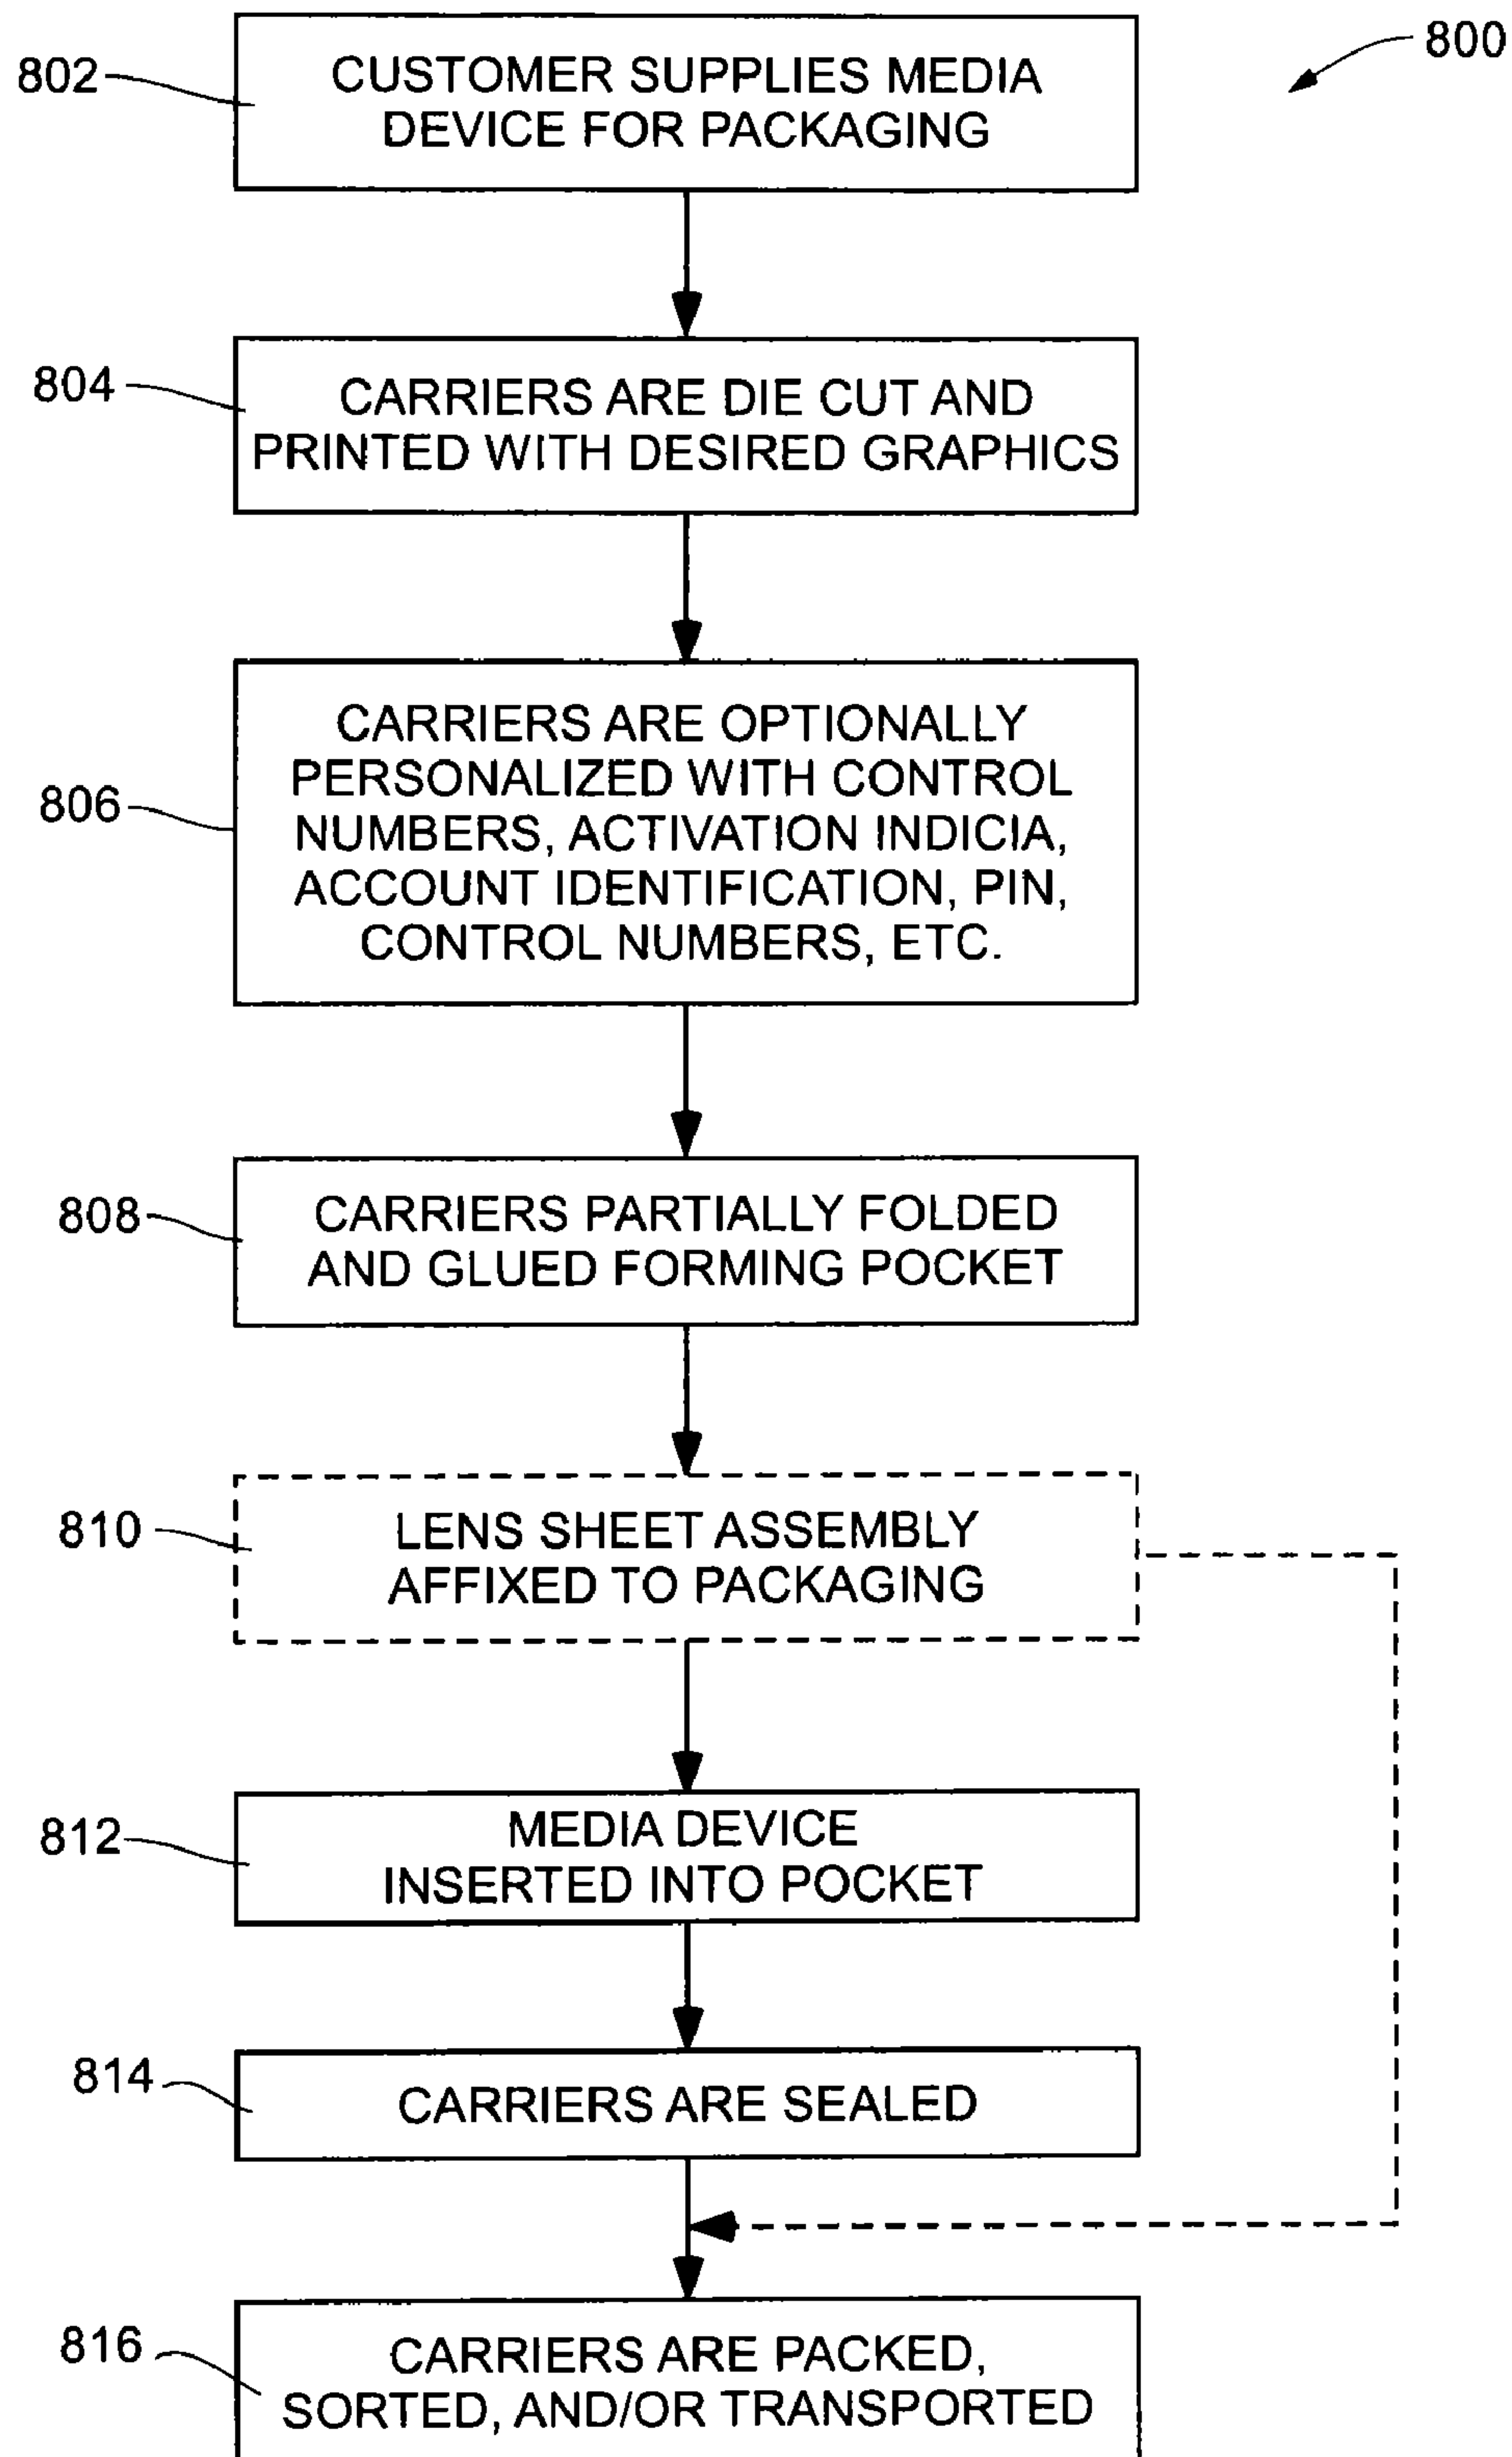 800
802
CUSTOMER SUPPLIES MEDIA
DEVICE FOR PACKAGING
804
CARRIERS ARE DIE CUT AND
PRINTED WITH DESIRED GRAPHICS
806
CARRIERS ARE OPTIONALLY
PERSONALIZED WITH CONTROL
NUMBERS, ACTIVATION INDICIA,
ACCOUNT IDENTIFICATION, PIN,
CONTROL NUMBERS, ETC.
808
CARRIERS PARTIALLY FOLDED
AND GLUED FORMING POCKET
810
LENS SHEET ASSEMBLY
AFFIXED TO PACKAGING
812
MEDIA DEVICE
INSERTED INTO POCKET
814
CARRIERS ARE SEALED
816
CARRIERS ARE PACKED,
SORTED, AND/OR TRANSPORTED